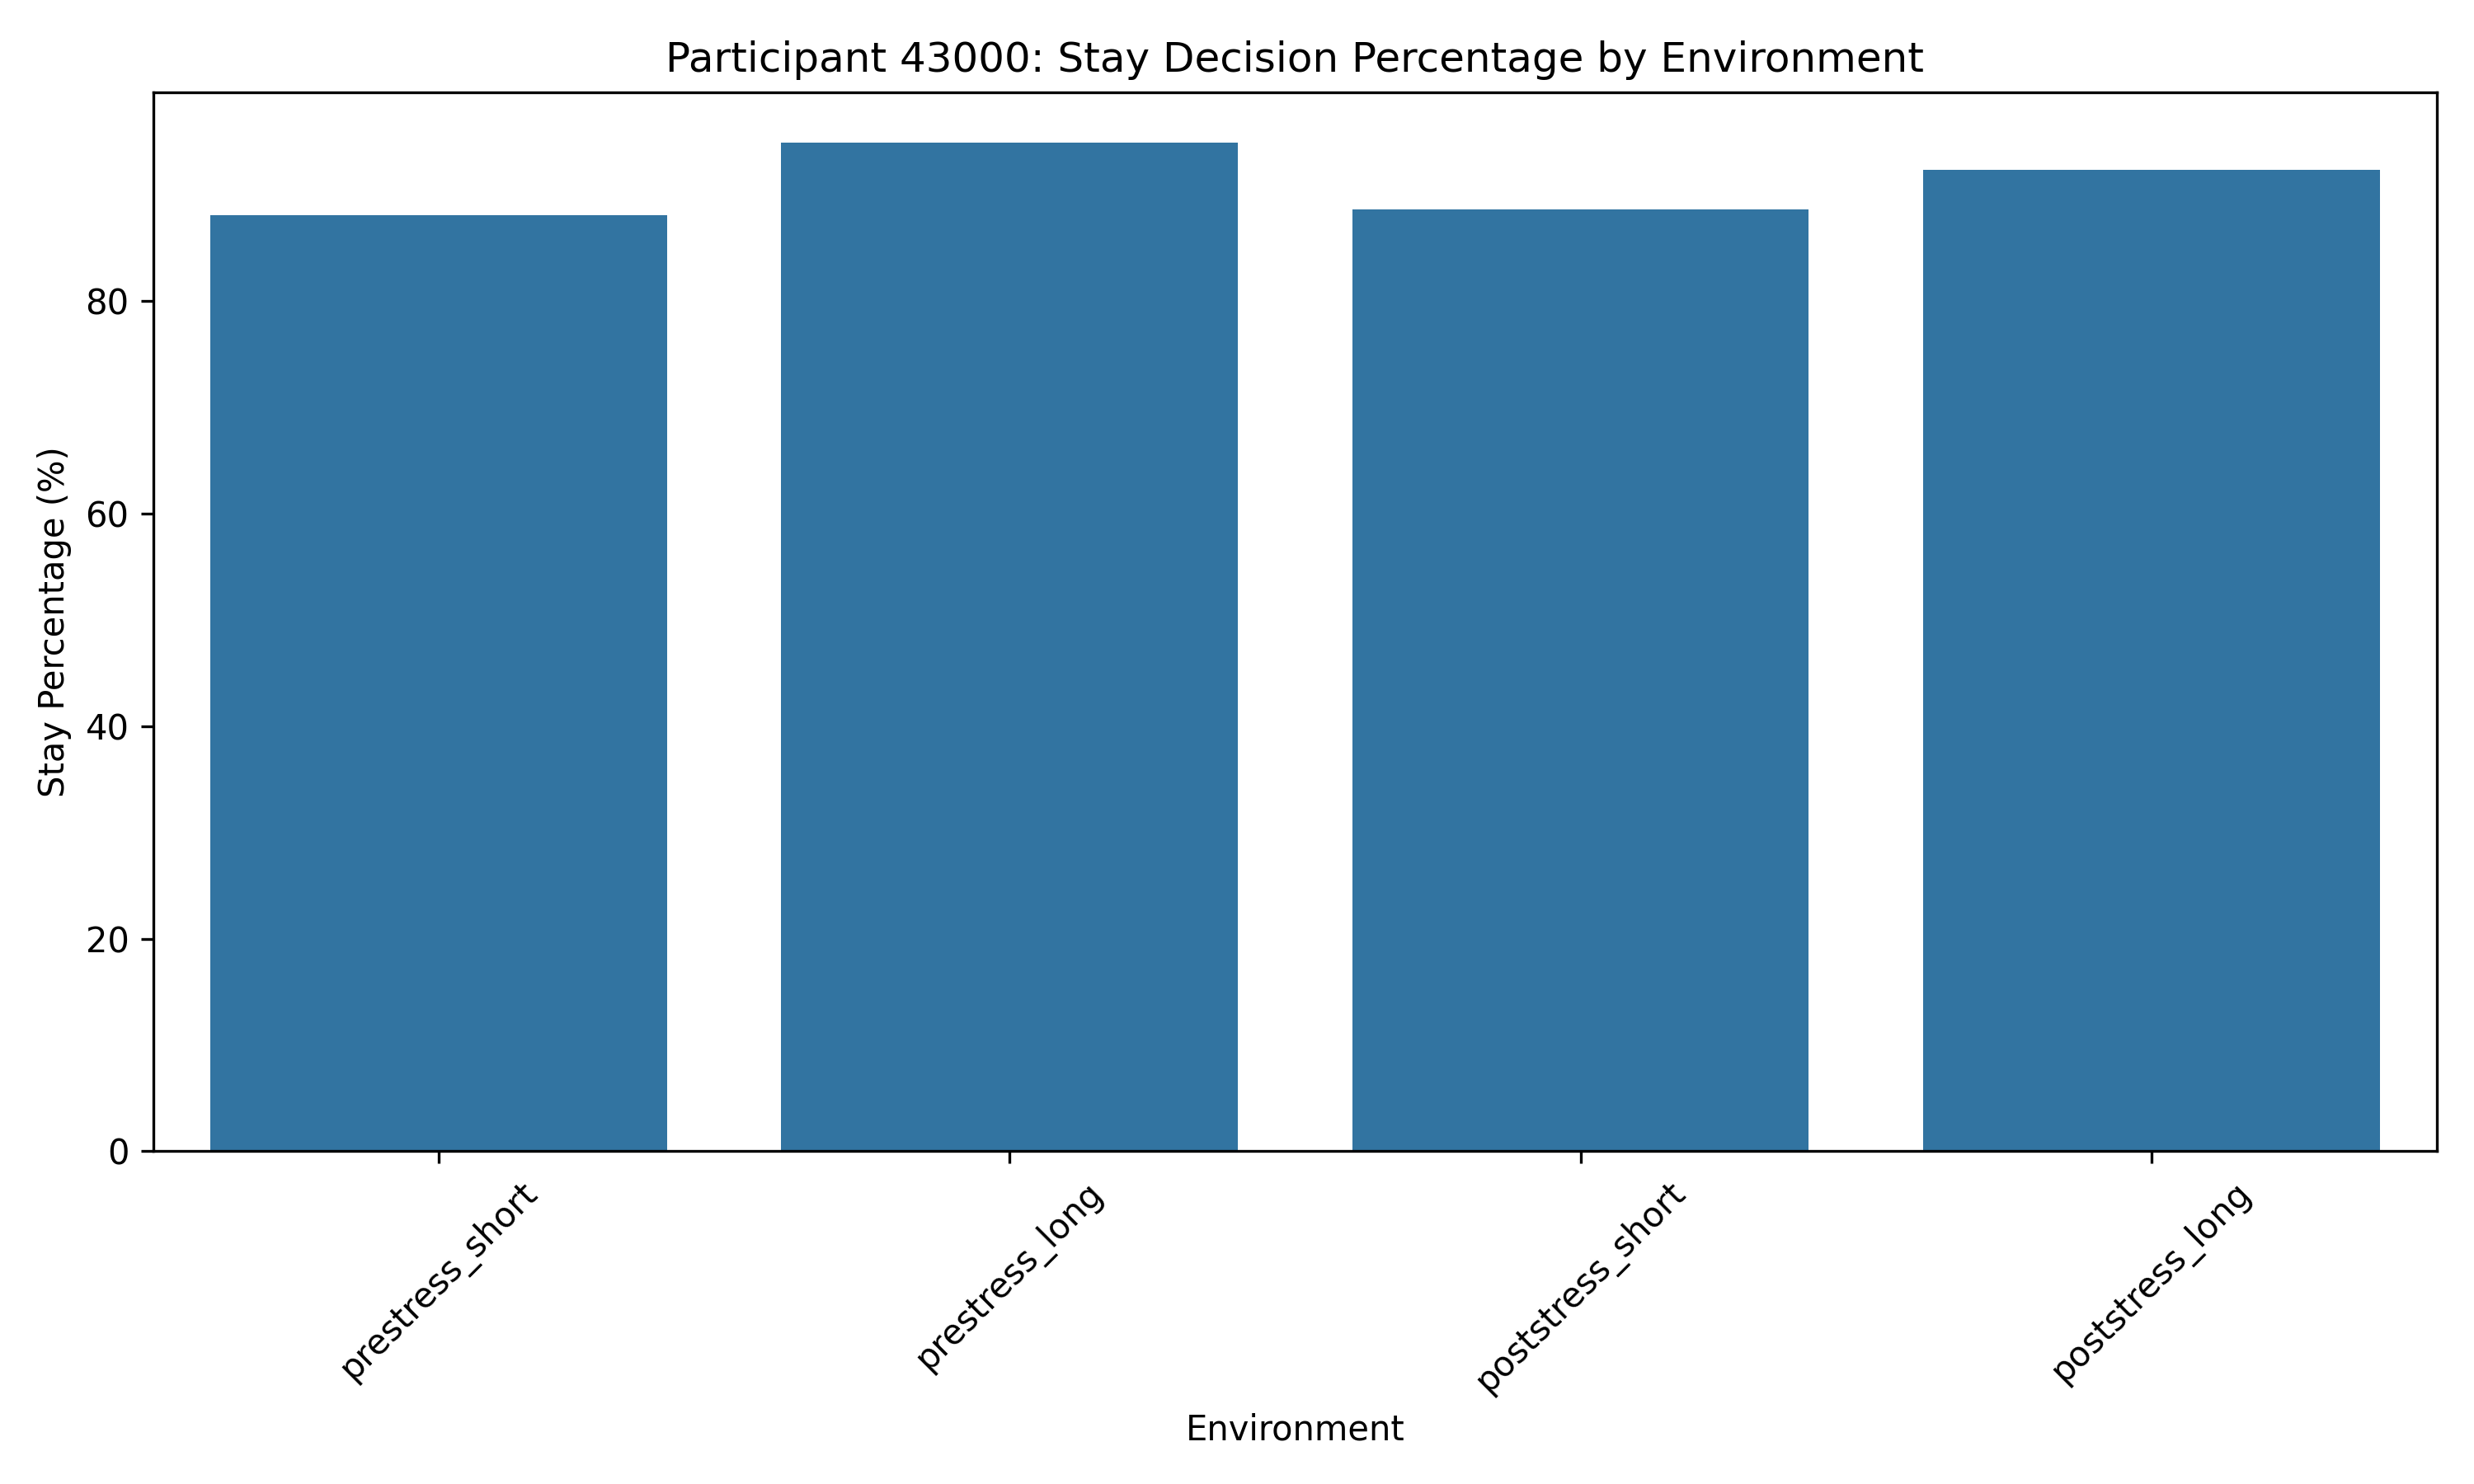 Participant 43000: Stay Decision Percentage by Environment
Stay Percentage (%)
80
60
40
20
0
prestress_short
prestress_long
poststress_short
poststress_long
Environment